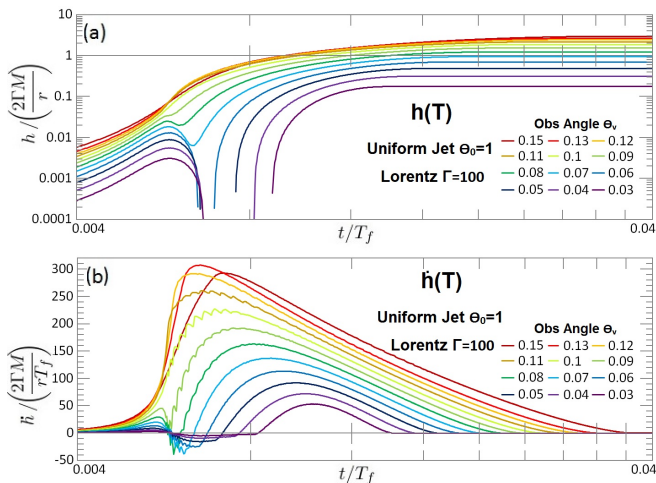 (a)
10
1
0.1
0.01
0.001
0.0001
h/(2ΓM/r)
h(T)
Uniform Jet Θ₀=1
Lorentz Γ=100
Obs Angle Θᵥ
0.15 0.13 0.12
0.11 0.1 0.09
0.08 0.07 0.06
0.05 0.04 0.03
0.004
t/T_f
0.04
(b)
300
250
200
150
100
50
0
-50
ḣ/(2ΓM/rT_f)
ḣ(T)
Uniform Jet Θ₀=1
Lorentz Γ=100
Obs Angle Θᵥ
0.15 0.13 0.12
0.11 0.1 0.09
0.08 0.07 0.06
0.05 0.04 0.03
0.004
t/T_f
0.04